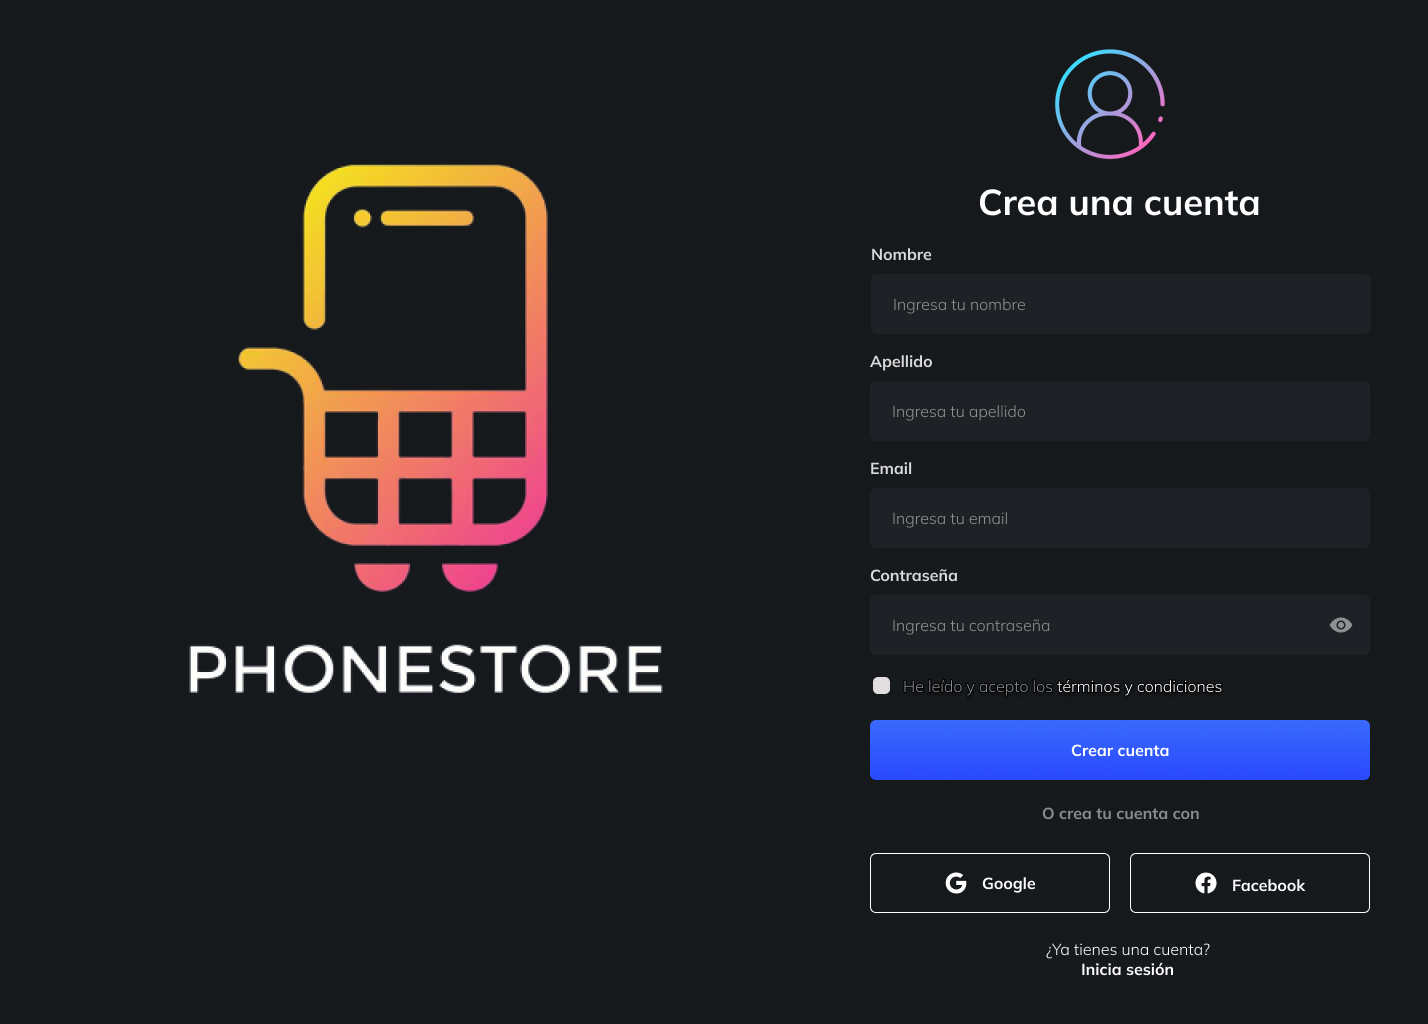 PHONESTORE
Crea una cuenta
Nombre
Ingresa tu nombre
Apellido
Ingresa tu apellido
Email
Ingresa tu email
Contraseña
Ingresa tu contraseña
He leído y acepto los términos y condiciones
Crear cuenta
O crea tu cuenta con
Google
Facebook
¿Ya tienes una cuenta?
Inicia sesión